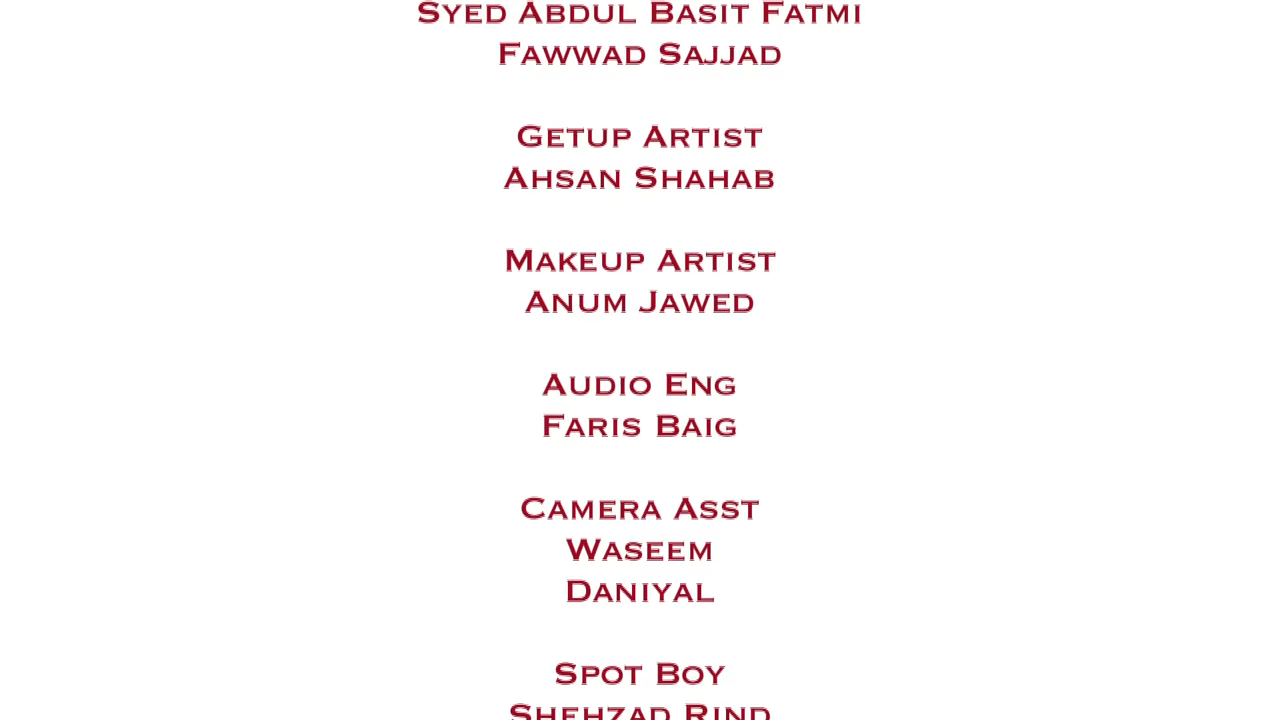 Syed Abdul Basit Fatmi
Fawwad Sajjad
Getup Artist
Ahsan Shahab
Makeup Artist
Anum Jawed
Audio Eng
Faris Baig
Camera Asst
Waseem
Daniyal
Spot Boy
Shehzad Rind